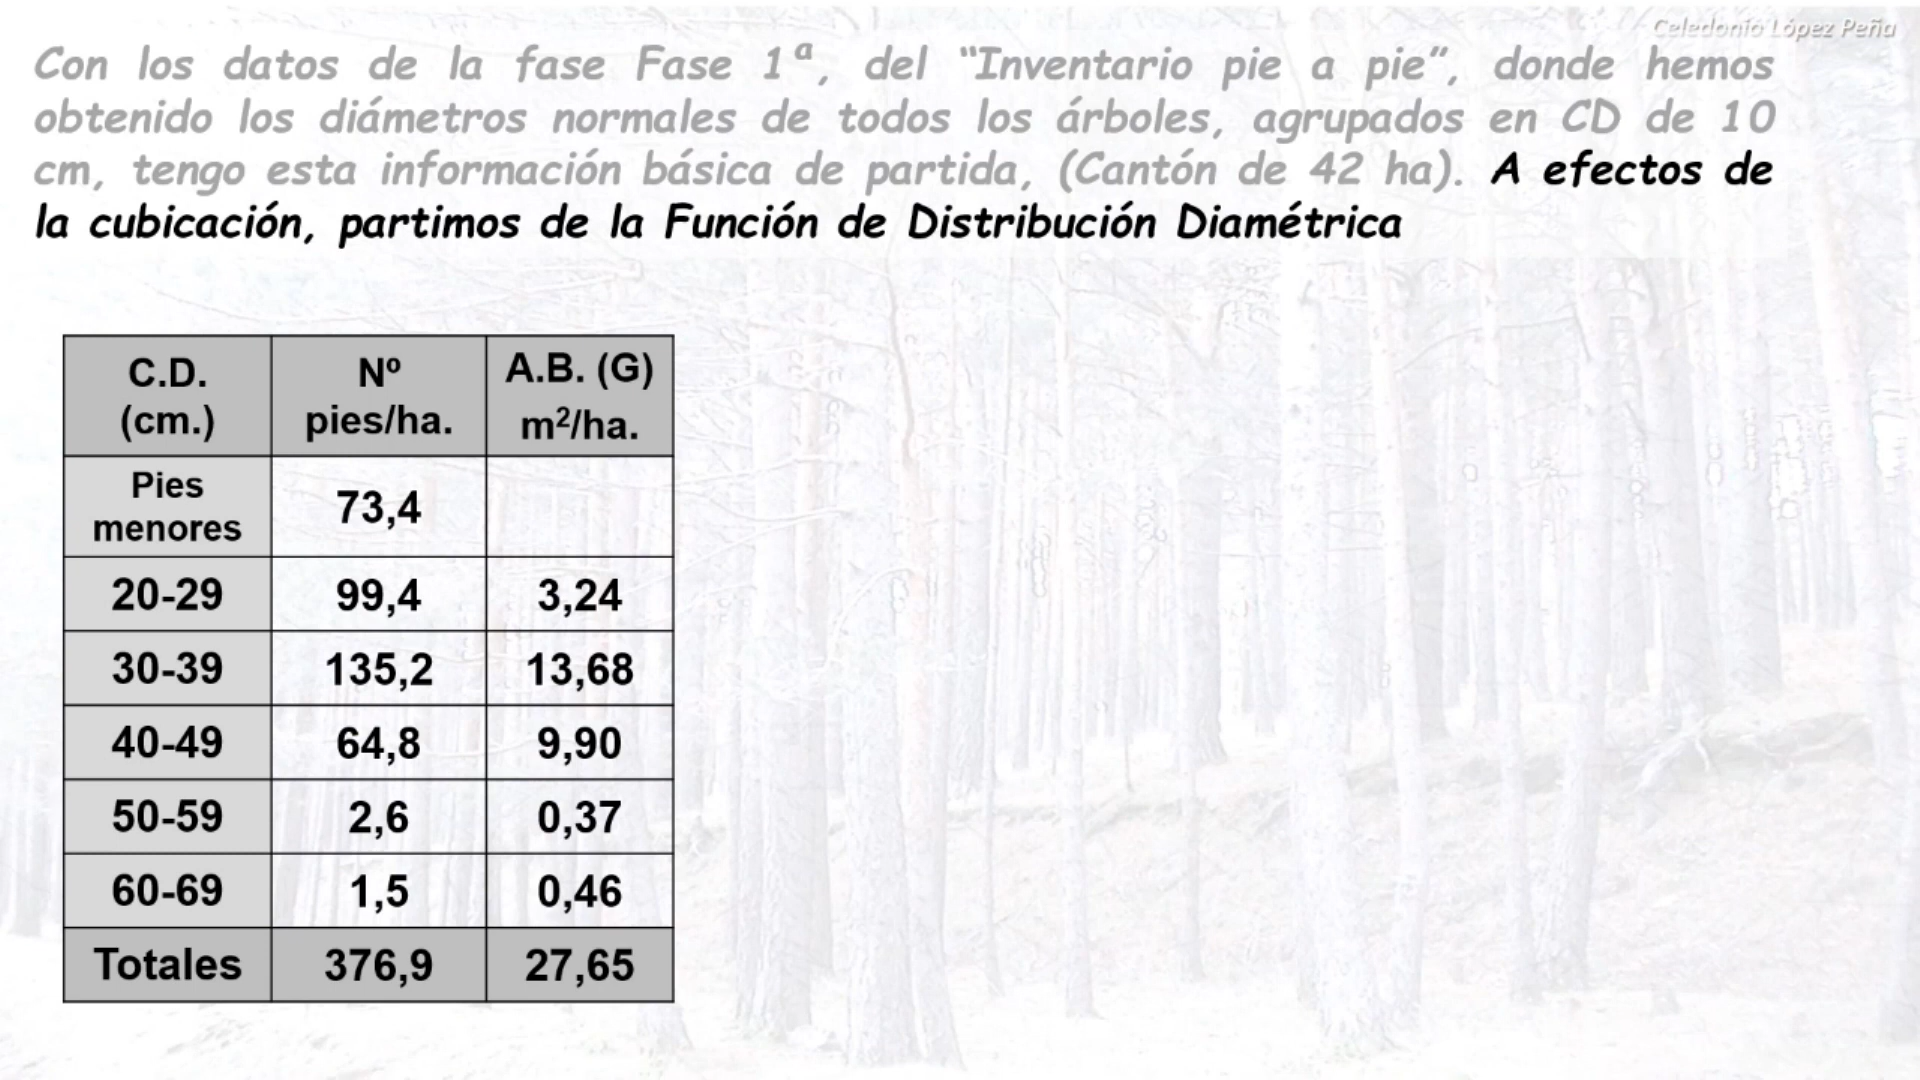 Celedonio López Peña
Con los datos de la fase Fase 1ª, del “Inventario pie a pie”, donde hemos
obtenido los diámetros normales de todos los árboles, agrupados en CD de 10
cm, tengo esta información básica de partida, (Cantón de 42 ha). A efectos de
la cubicación, partimos de la Función de Distribución Diamétrica
C.D. (cm.) Nº pies/ha. A.B. (G) m²/ha.
Pies menores 73,4
20-29 99,4 3,24
30-39 135,2 13,68
40-49 64,8 9,90
50-59 2,6 0,37
60-69 1,5 0,46
Totales 376,9 27,65